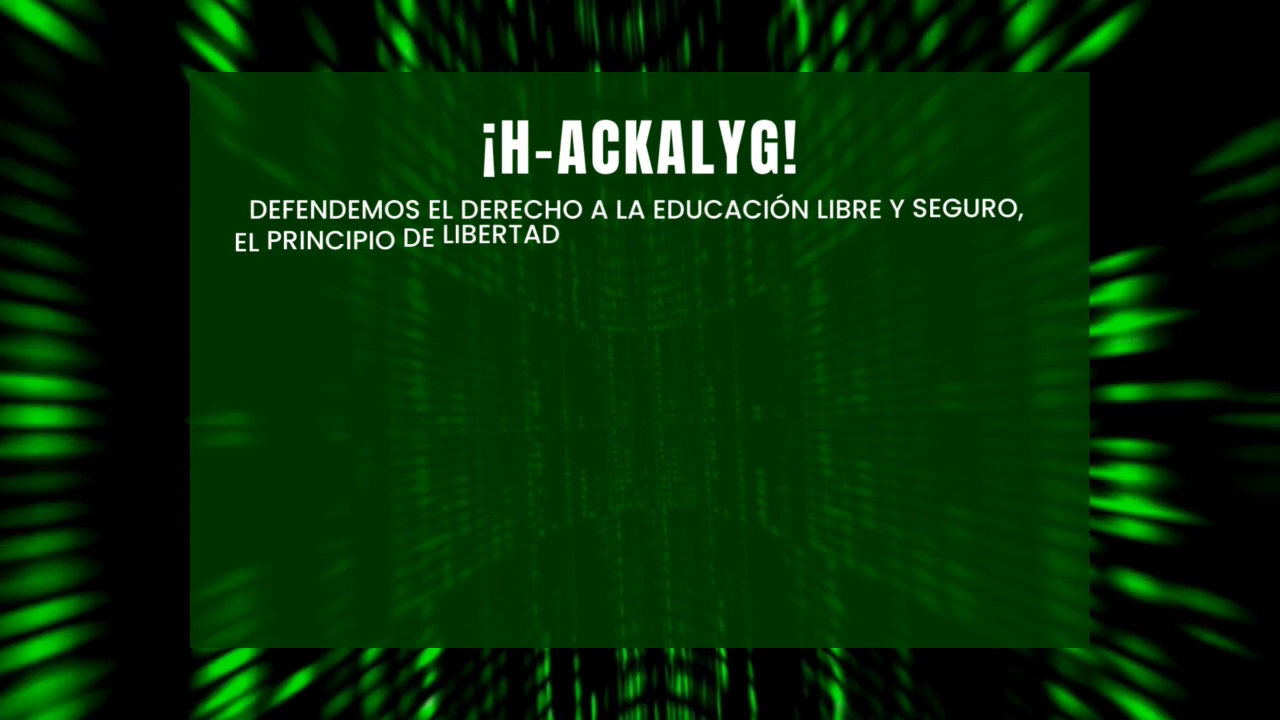 ¡H-ACKALYG!
DEFENDEMOS EL DERECHO A LA EDUCACIÓN LIBRE Y SEGURO,
EL PRINCIPIO DE LIBERTAD